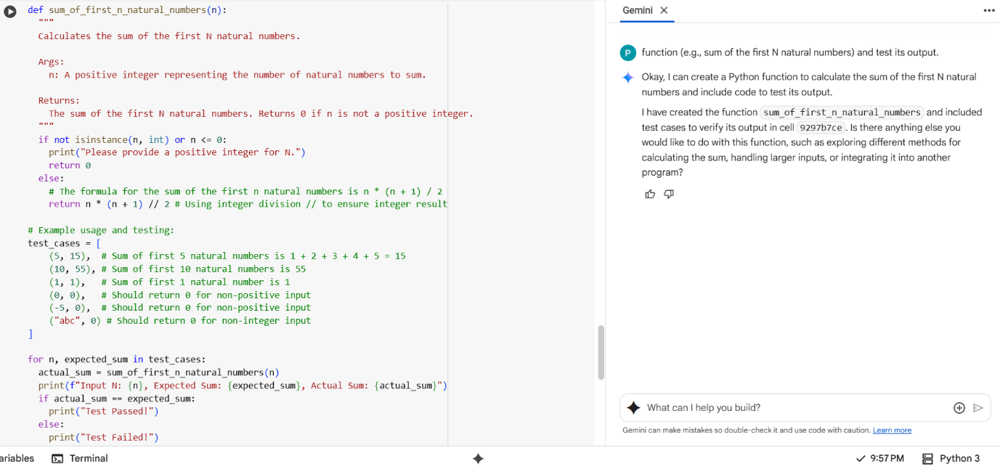 def sum_of_first_n_natural_numbers(n):
"""
Calculates the sum of the first N natural numbers.
Args:
n: A positive integer representing the number of natural numbers to sum.
Returns:
The sum of the first N natural numbers. Returns 0 if n is not a positive integer.
"""
if not isinstance(n, int) or n <= 0:
print("Please provide a positive integer for N.")
return 0
else:
# The formula for the sum of the first n natural numbers is n * (n + 1) / 2
return n * (n + 1) // 2 # Using integer division // to ensure integer result
# Example usage and testing:
test_cases = [
(5, 15),  # Sum of first 5 natural numbers is 1 + 2 + 3 + 4 + 5 = 15
(10, 55), # Sum of first 10 natural numbers is 55
(1, 1),   # Sum of first 1 natural number is 1
(0, 0),   # Should return 0 for non-positive input
(-5, 0),  # Should return 0 for non-positive input
("abc", 0) # Should return 0 for non-integer input
]
for n, expected_sum in test_cases:
actual_sum = sum_of_first_n_natural_numbers(n)
print(f"Input N: {n}, Expected Sum: {expected_sum}, Actual Sum: {actual_sum}")
if actual_sum == expected_sum:
print("Test Passed!")
else:
print("Test Failed!")
Gemini
P
function (e.g., sum of the first N natural numbers) and test its output.
Okay, I can create a Python function to calculate the sum of the first N natural
numbers and include code to test its output.
I have created the function sum_of_first_n_natural_numbers and included
test cases to verify its output in cell 9297b7ce. Is there anything else you
would like to do with this function, such as exploring different methods for
calculating the sum, handling larger inputs, or integrating it into another
program?
What can I help you build?
Gemini can make mistakes so double-check it and use code with caution. Learn more
ariables Terminal
9:57 PM Python 3